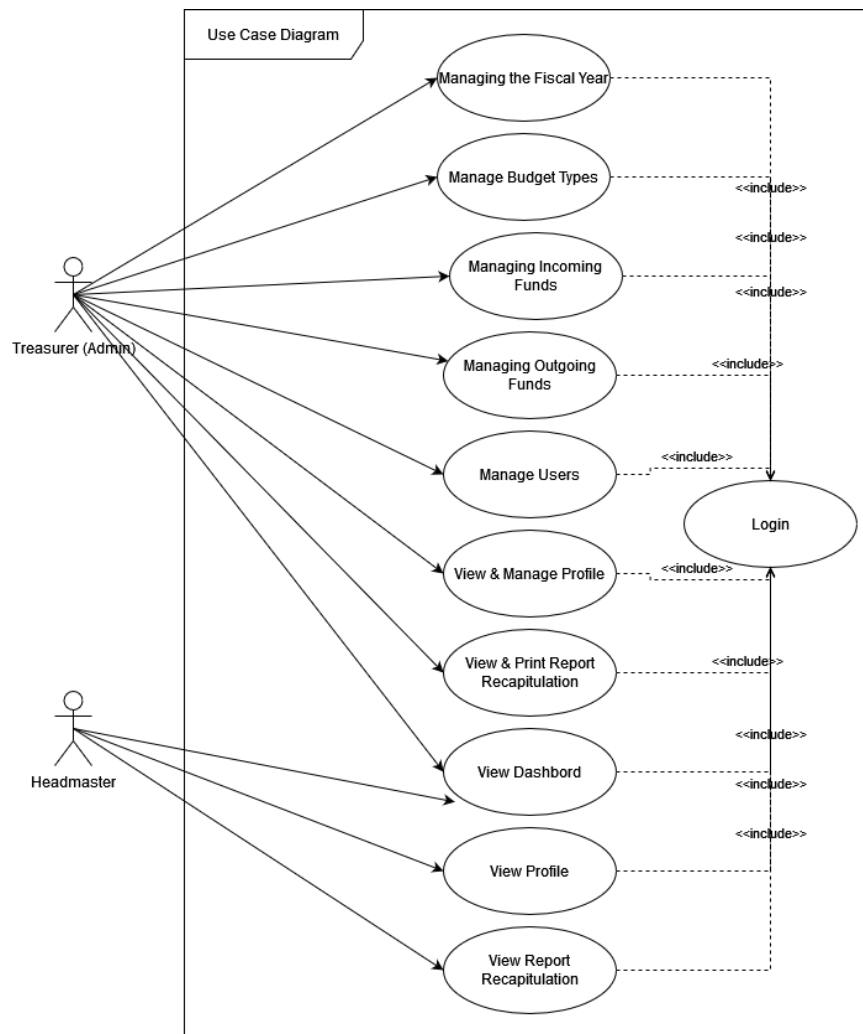 Use Case Diagram
Managing the Fiscal Year
Manage Budget Types
<<include>>
<<include>>
Managing Incoming
Funds
<<include>>
Treasurer (Admin)
Managing Outgoing
Funds
<<include>>
Manage Users
<<include>>
Login
View & Manage Profile
<<include>>
View & Print Report
Recapitulation
<<include>>
Headmaster
<<include>>
View Dashbord
<<include>>
<<include>>
View Profile
View Report
Recapitulation